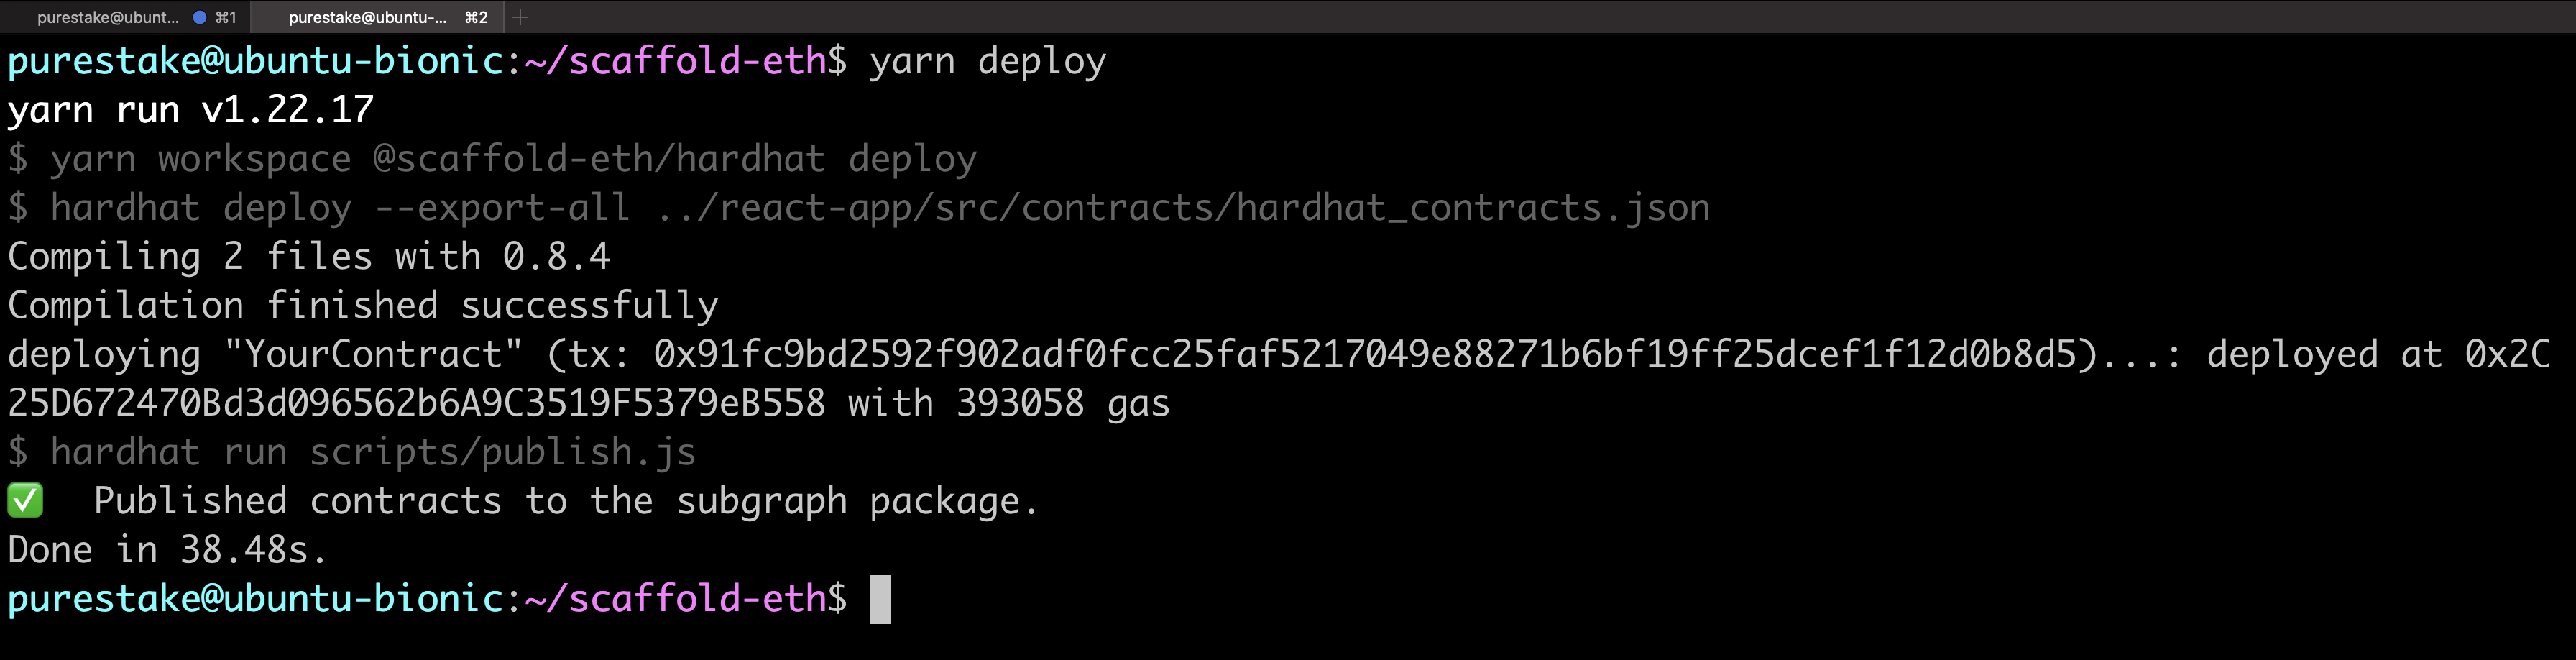 purestake@ubunt... ⌘1 purestake@ubuntu-... ⌘2 +
purestake@ubuntu-bionic:~/scaffold-eth$ yarn deploy
yarn run v1.22.17
$ yarn workspace @scaffold-eth/hardhat deploy
$ hardhat deploy --export-all ../react-app/src/contracts/hardhat_contracts.json
Compiling 2 files with 0.8.4
Compilation finished successfully
deploying "YourContract" (tx: 0x91fc9bd2592f902adf0fcc25faf5217049e88271b6bf19ff25dcef1f12d0b8d5)...: deployed at 0x2C
25D672470Bd3d096562b6A9C3519F5379eB558 with 393058 gas
$ hardhat run scripts/publish.js
✅ Published contracts to the subgraph package.
Done in 38.48s.
purestake@ubuntu-bionic:~/scaffold-eth$